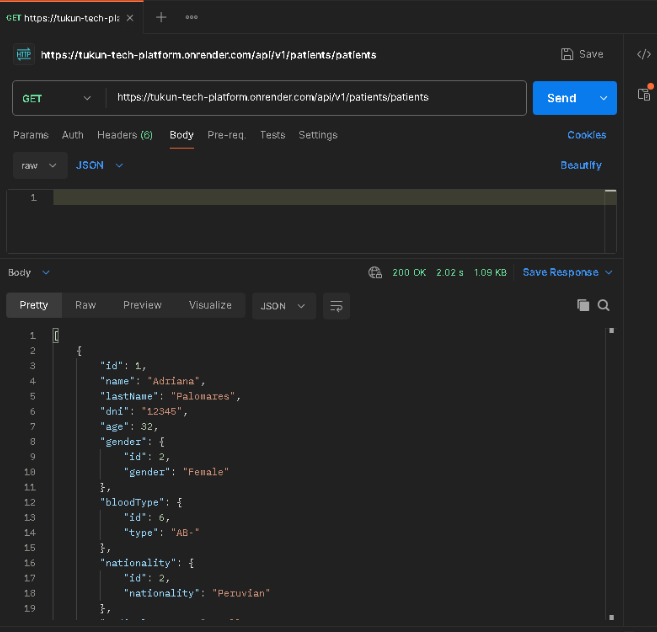 GET https://tukun-tech-pla
https://tukun-tech-platform.onrender.com/api/v1/patients/patients
Save
GET
https://tukun-tech-platform.onrender.com/api/v1/patients/patients
Send
Params Auth Headers (6) Body Pre-req. Tests Settings Cookies
raw JSON Beautify
1
Body 200 OK 2.02 s 1.09 KB Save Response
Pretty Raw Preview Visualize JSON
1 [
2 {
3 "id": 1,
4 "name": "Adriana",
5 "lastName": "Palomares",
6 "dni": "12345",
7 "age": 32,
8 "gender": {
9 "id": 2,
10 "gender": "Female"
11 },
12 "bloodType": {
13 "id": 6,
14 "type": "AB-"
15 },
16 "nationality": {
17 "id": 2,
18 "nationality": "Peruvian"
19 },